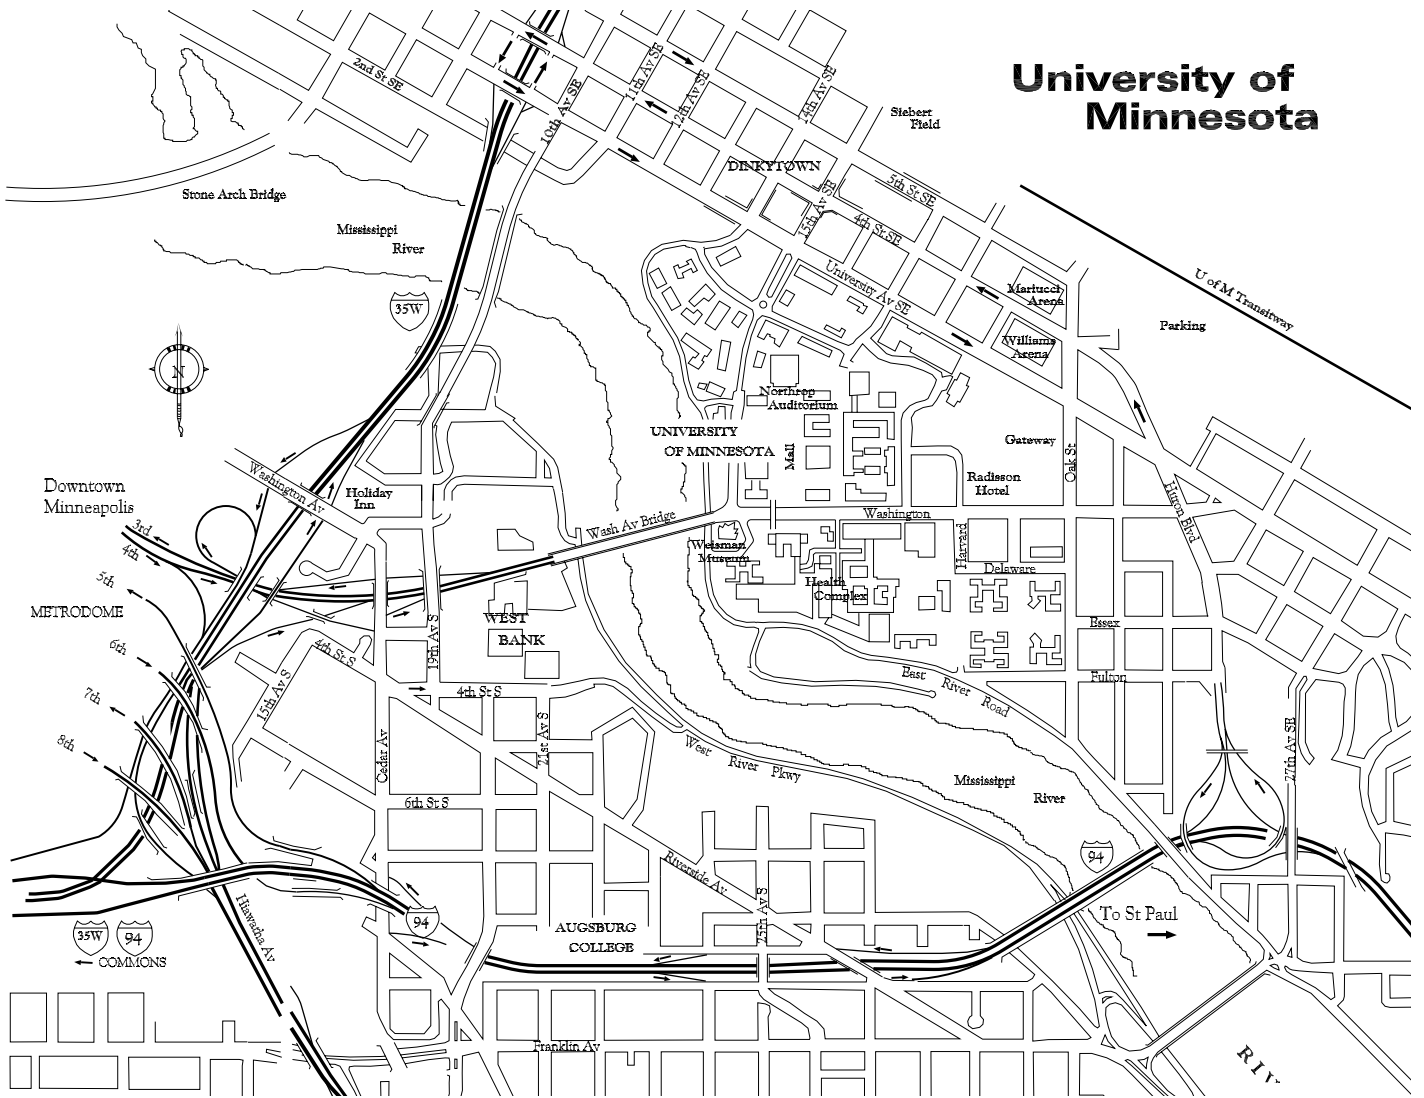 University of
Minnesota
2nd St SE
10th Av SE
11th Av SE
12th Av SE
14th Av SE
Siebert
Field
DINKYTOWN
5th St SE
15th Av SE
4th St SE
Stone Arch Bridge
Mississippi
River
35W
University Av SE
Mariucci
Arena
Williams
Arena
U of M Transitway
Parking
N
Northrop
Auditorium
UNIVERSITY
OF MINNESOTA
Mall
Gateway
Oak St
Radisson
Hotel
Huron Blvd
Washington Av
Holiday
Inn
Downtown
Minneapolis
3rd
4th
5th
METRODOME
6th
7th
8th
Wash Av Bridge
Washington
Weisman
Museum
Harvard
Delaware
Health
Complex
Essex
Fulton
WEST
BANK
19th Av S
4th St S
15th Av S
4th St S
21st Av S
Cedar Av
East River Road
West River Pkwy
27th Av SE
Mississippi
River
6th St S
Riverside Av
94
25th Av S
Hiawatha Av
94
To St Paul
AUGSBURG
COLLEGE
35W
94
COMMONS
Franklin Av
RIV